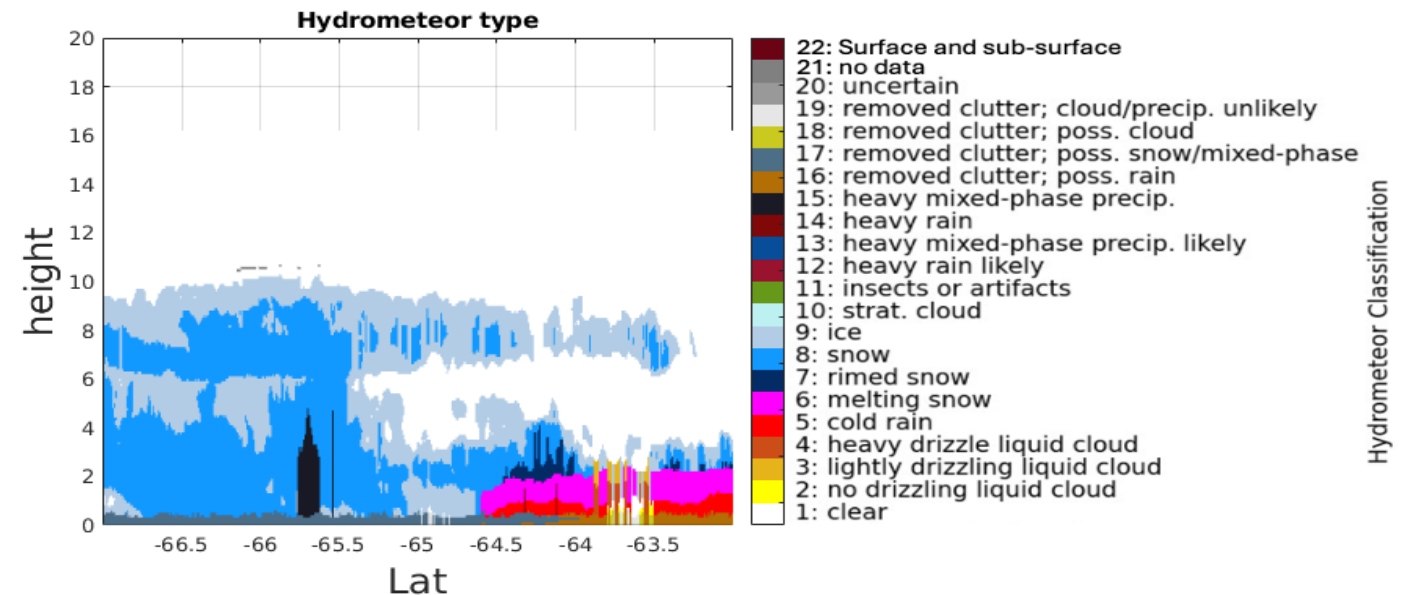 Hydrometeor type
20
18
16
14
12
10
8
6
4
2
0
height
-66.5 -66 -65.5 -65 -64.5 -64 -63.5
Lat
22: Surface and sub-surface
21: no data
20: uncertain
19: removed clutter; cloud/precip. unlikely
18: removed clutter; poss. cloud
17: removed clutter; poss. snow/mixed-phase
16: removed clutter; poss. rain
15: heavy mixed-phase precip.
14: heavy rain
13: heavy mixed-phase precip. likely
12: heavy rain likely
11: insects or artifacts
10: strat. cloud
9: ice
8: snow
7: rimed snow
6: melting snow
5: cold rain
4: heavy drizzle liquid cloud
3: lightly drizzling liquid cloud
2: no drizzling liquid cloud
1: clear
Hydrometeor Classification